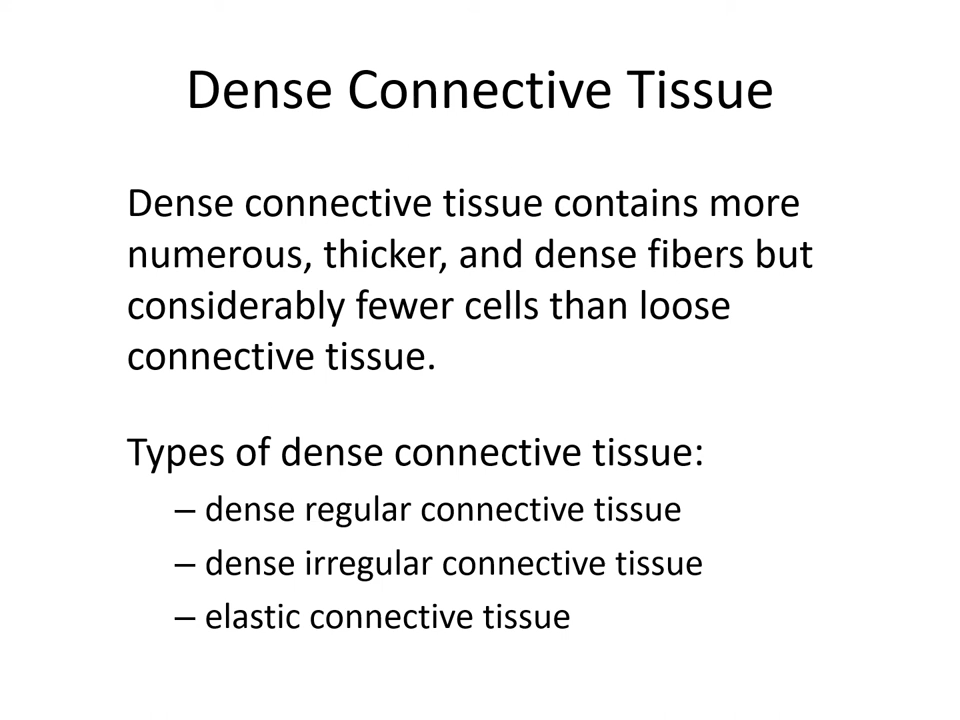 Dense Connective Tissue
Dense connective tissue contains more
numerous, thicker, and dense fibers but
considerably fewer cells than loose
connective tissue.
Types of dense connective tissue:
– dense regular connective tissue
– dense irregular connective tissue
– elastic connective tissue